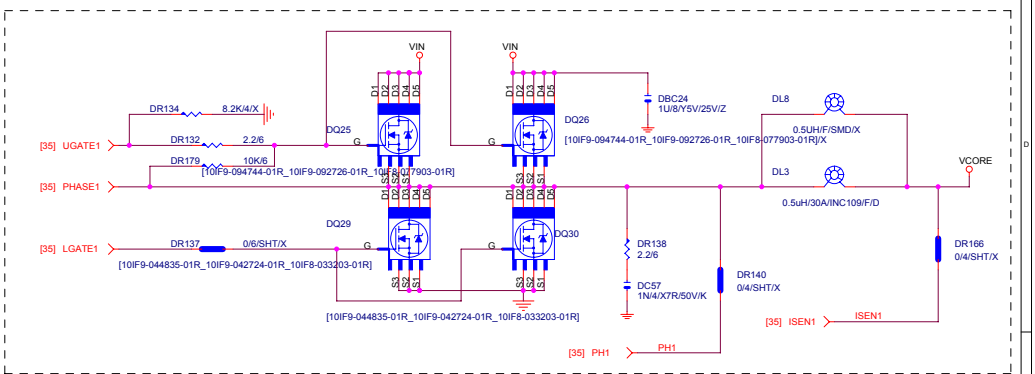 VIN
VIN
D1
D2
D3
D4
D5
D1
D2
D3
D4
D5
DR134
8.2K/4/X
DBC24
1U/8/Y5V/25V/Z
DL8
0.5UH/F/SMD/X
DQ25
DQ26
[35] UGATE1
DR132
2.2/6
G
G
[10IF9-094744-01R_10IF9-092726-01R_10IF8-077903-01R]/X
DR179
10K/6
[10IF9-094744-01R_10IF9-092726-01R_10IF8-077903-01R]
S3
S2
S1
S3
S2
S1
VCORE
DL3
[35] PHASE1
D1
D2
D3
D4
D5
D1
D2
D3
D4
D5
0.5uH/30A/INC109/F/D
DQ29
DQ30
[35] LGATE1
DR137
0/6/SHT/X
G
G
DR138
2.2/6
DR166
0/4/SHT/X
[10IF9-044835-01R_10IF9-042724-01R_10IF8-033203-01R]
S3
S2
S1
S3
S2
S1
DR140
0/4/SHT/X
DC57
1N/4/X7R/50V/K
[10IF9-044835-01R_10IF9-042724-01R_10IF8-033203-01R]
[35] ISEN1
ISEN1
[35] PH1
PH1
D